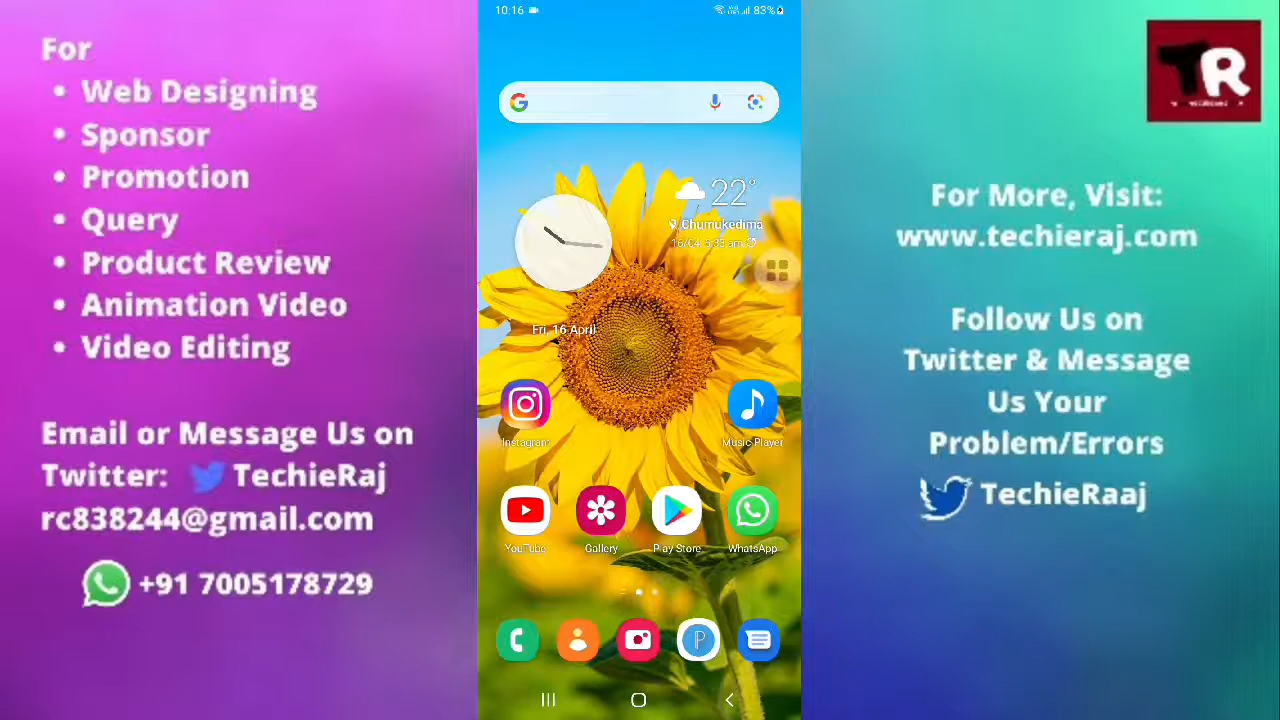 For
• Web Designing
• Sponsor
• Promotion
• Query
• Product Review
• Animation Video
• Video Editing
Email or Message Us on
Twitter: TechieRaj
rc838244@gmail.com
+91 7005178729
10:16
83%
22°
Chumukedima
Fri, 16 April
Instagram
Music Player
YouTube
Gallery
Play Store
WhatsApp
TR
For More, Visit:
www.techieraj.com
Follow Us on
Twitter & Message
Us Your
Problem/Errors
TechieRaaj